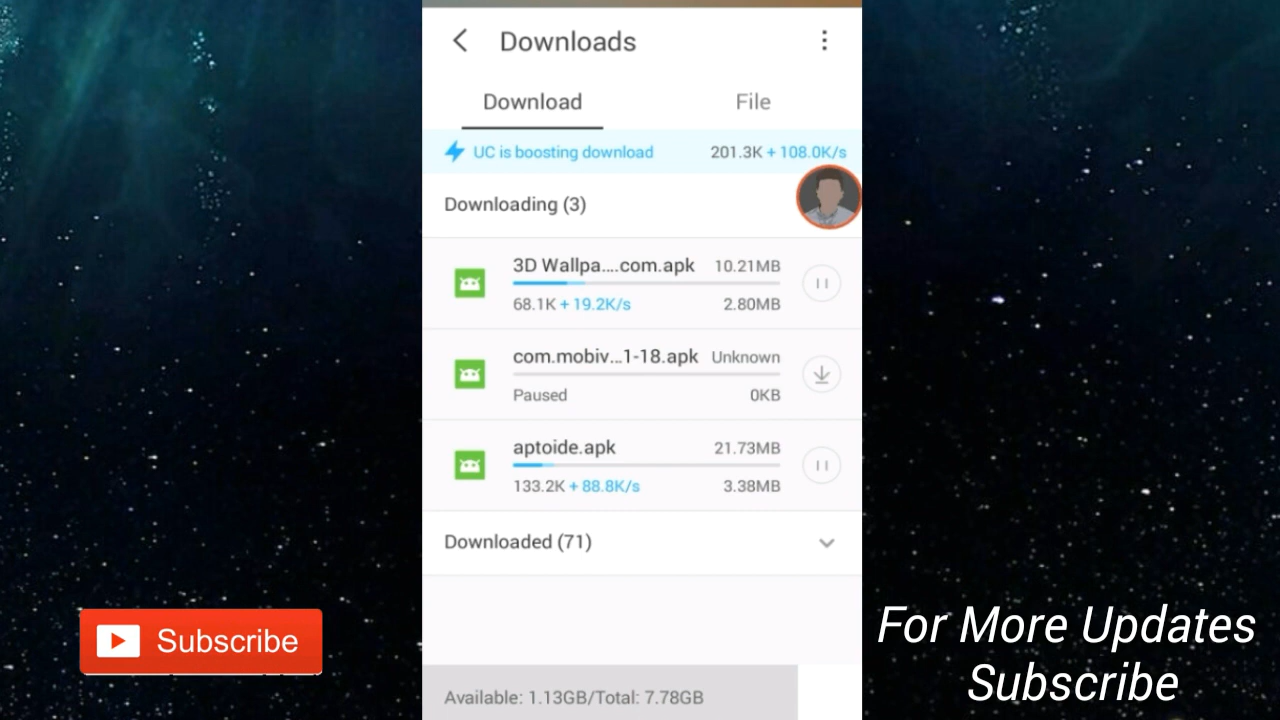 Downloads
Download File
UC is boosting download 201.3K + 108.0K/s
Downloading (3)
3D Wallpa....com.apk 10.21MB
68.1K + 19.2K/s 2.80MB
com.mobiv...1-18.apk Unknown
Paused 0KB
aptoide.apk 21.73MB
133.2K + 88.8K/s 3.38MB
Downloaded (71)
Available: 1.13GB/Total: 7.78GB
Subscribe
For More Updates
Subscribe